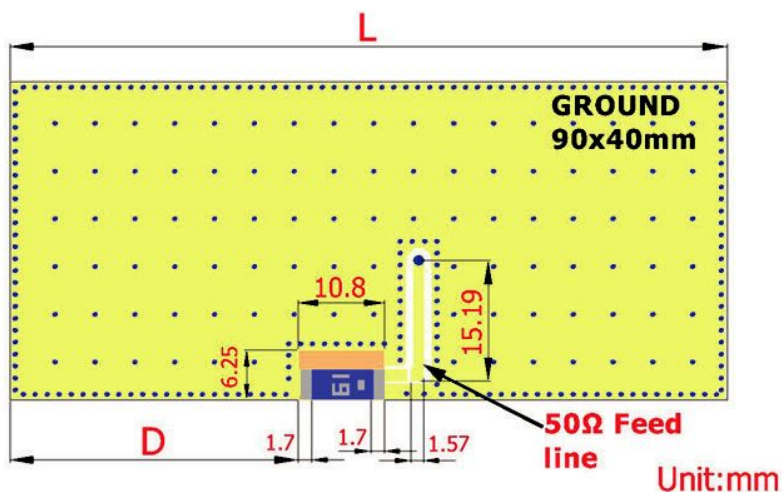 L
GROUND
90x40mm
10.8
15.19
6.25
D
1.7
1.7
1.57
50Ω Feed
line
Unit:mm